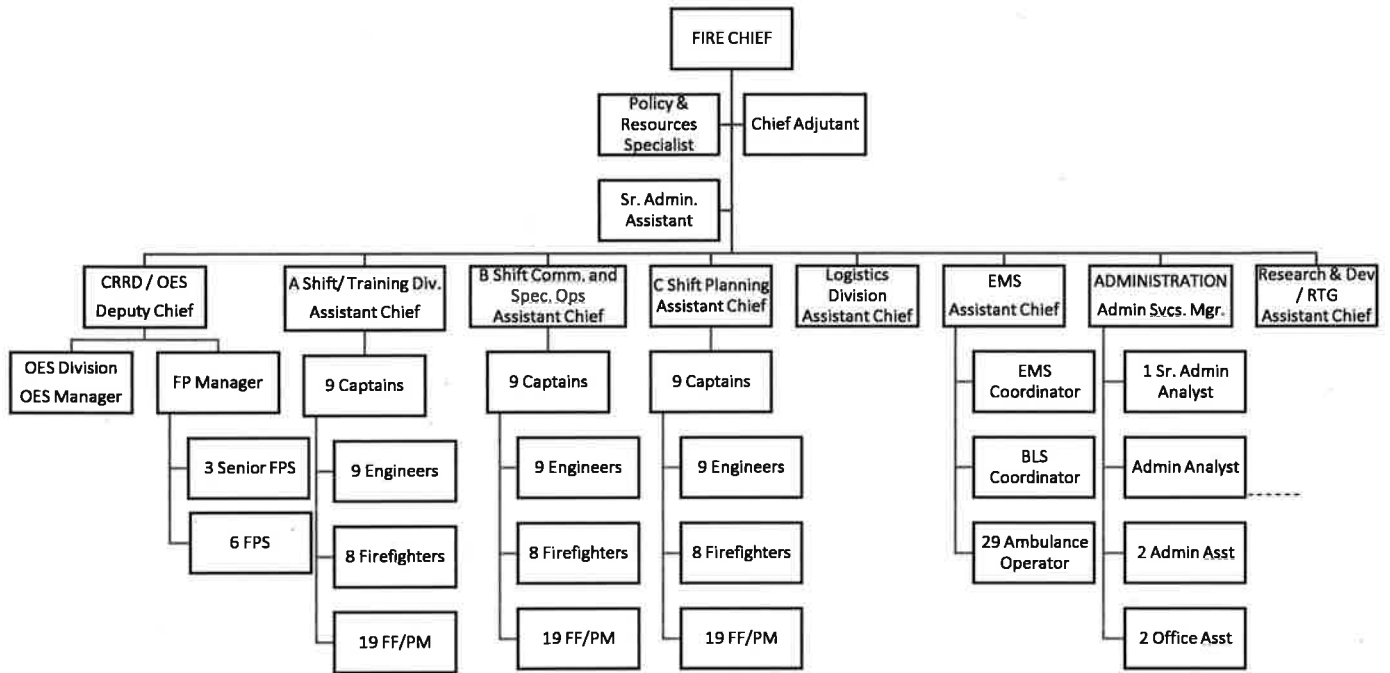 FIRE CHIEF
Policy &
Resources
Specialist
Chief Adjutant
Sr. Admin.
Assistant
CRRD / OES
Deputy Chief
A Shift/ Training Div.
Assistant Chief
B Shift Comm. and
Spec. Ops
Assistant Chief
C Shift Planning
Assistant Chief
Logistics
Division
Assistant Chief
EMS
Assistant Chief
ADMINISTRATION
Admin Svcs. Mgr.
Research & Dev
/ RTG
Assistant Chief
OES Division
OES Manager
FP Manager
9 Captains
9 Captains
9 Captains
EMS
Coordinator
1 Sr. Admin
Analyst
3 Senior FPS
9 Engineers
9 Engineers
9 Engineers
BLS
Coordinator
Admin Analyst
6 FPS
8 Firefighters
8 Firefighters
8 Firefighters
29 Ambulance
Operator
2 Admin Asst
19 FF/PM
19 FF/PM
19 FF/PM
2 Office Asst